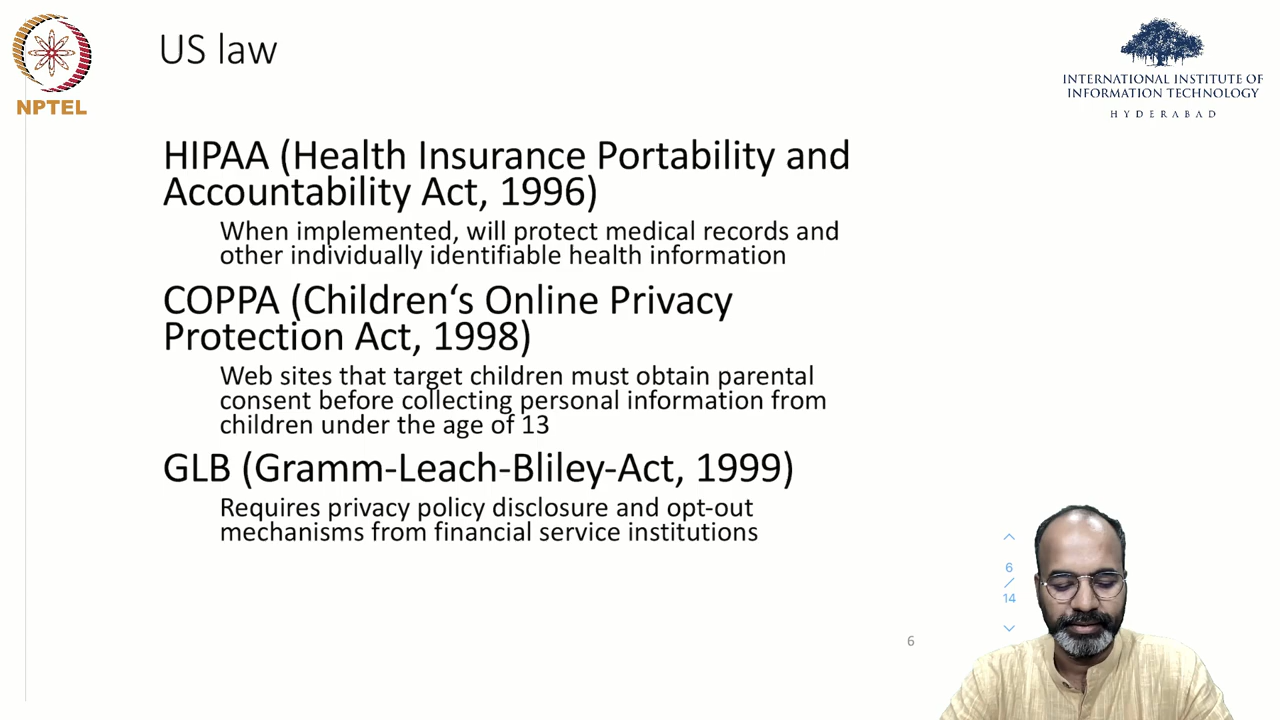 US law
NPTEL
INTERNATIONAL INSTITUTE OF
INFORMATION TECHNOLOGY
HYDERABAD
HIPAA (Health Insurance Portability and
Accountability Act, 1996)
When implemented, will protect medical records and
other individually identifiable health information
COPPA (Children‘s Online Privacy
Protection Act, 1998)
Web sites that target children must obtain parental
consent before collecting personal information from
children under the age of 13
GLB (Gramm-Leach-Bliley-Act, 1999)
Requires privacy policy disclosure and opt-out
mechanisms from financial service institutions
6
/
14
6